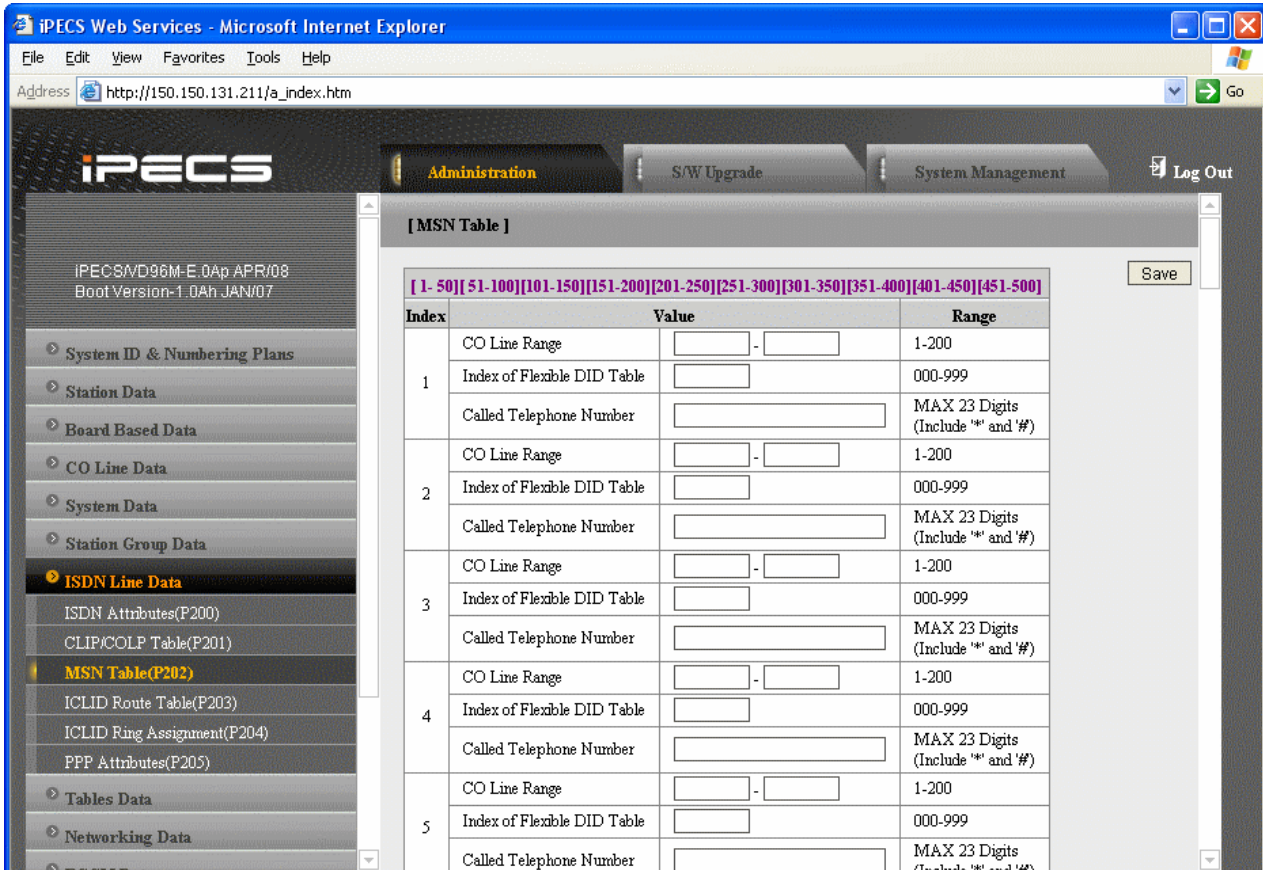 iPECS Web Services - Microsoft Internet Explorer
File Edit View Favorites Tools Help
Address http://150.150.131.211/a_index.htm Go
iPECS
Administration S/W Upgrade System Management Log Out
iPECS/VD96M-E.0Ap APR/08
Boot Version-1.0Ah JAN/07
System ID & Numbering Plans
Station Data
Board Based Data
CO Line Data
System Data
Station Group Data
ISDN Line Data
ISDN Attributes(P200)
CLIP/COLP Table(P201)
MSN Table(P202)
ICLID Route Table(P203)
ICLID Ring Assignment(P204)
PPP Attributes(P205)
Tables Data
Networking Data
[ MSN Table ]
Save
[ 1- 50][ 51-100][101-150][151-200][201-250][251-300][301-350][351-400][401-450][451-500]
Index Value Range
1
CO Line Range - 1-200
Index of Flexible DID Table 000-999
Called Telephone Number MAX 23 Digits
(Include '*' and '#')
2
CO Line Range - 1-200
Index of Flexible DID Table 000-999
Called Telephone Number MAX 23 Digits
(Include '*' and '#')
3
CO Line Range - 1-200
Index of Flexible DID Table 000-999
Called Telephone Number MAX 23 Digits
(Include '*' and '#')
4
CO Line Range - 1-200
Index of Flexible DID Table 000-999
Called Telephone Number MAX 23 Digits
(Include '*' and '#')
5
CO Line Range - 1-200
Index of Flexible DID Table 000-999
Called Telephone Number MAX 23 Digits
(Include '*' and '#')